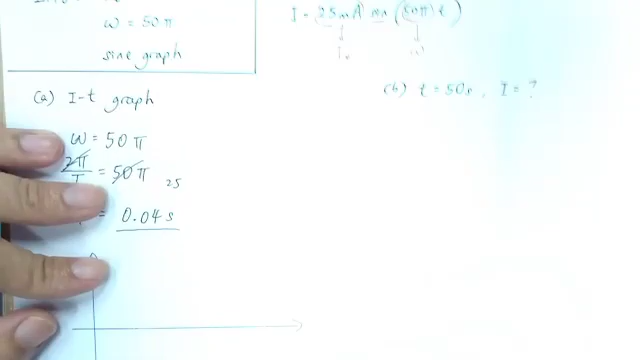 ω = 50π
sine graph
I = (25mA) sin (50π)t
I₀
ω
(a) I-t graph
ω = 50π
2π/T = 50π 25
= 0.04 s
(b) t = 50s, I = ?